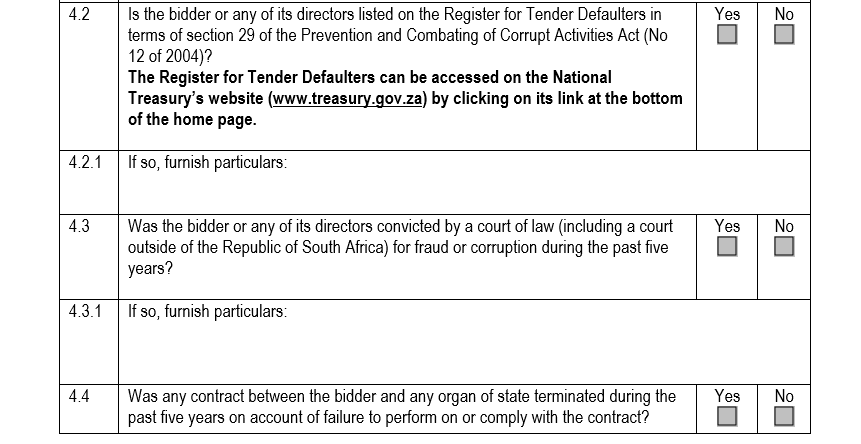 4.2 Is the bidder or any of its directors listed on the Register for Tender Defaulters in Yes No
terms of section 29 of the Prevention and Combating of Corrupt Activities Act (No
12 of 2004)?
The Register for Tender Defaulters can be accessed on the National
Treasury's website (www.treasury.gov.za) by clicking on its link at the bottom
of the home page.
4.2.1 If so, furnish particulars:
4.3 Was the bidder or any of its directors convicted by a court of law (including a court Yes No
outside of the Republic of South Africa) for fraud or corruption during the past five
years?
4.3.1 If so, furnish particulars:
4.4 Was any contract between the bidder and any organ of state terminated during the Yes No
past five years on account of failure to perform on or comply with the contract?